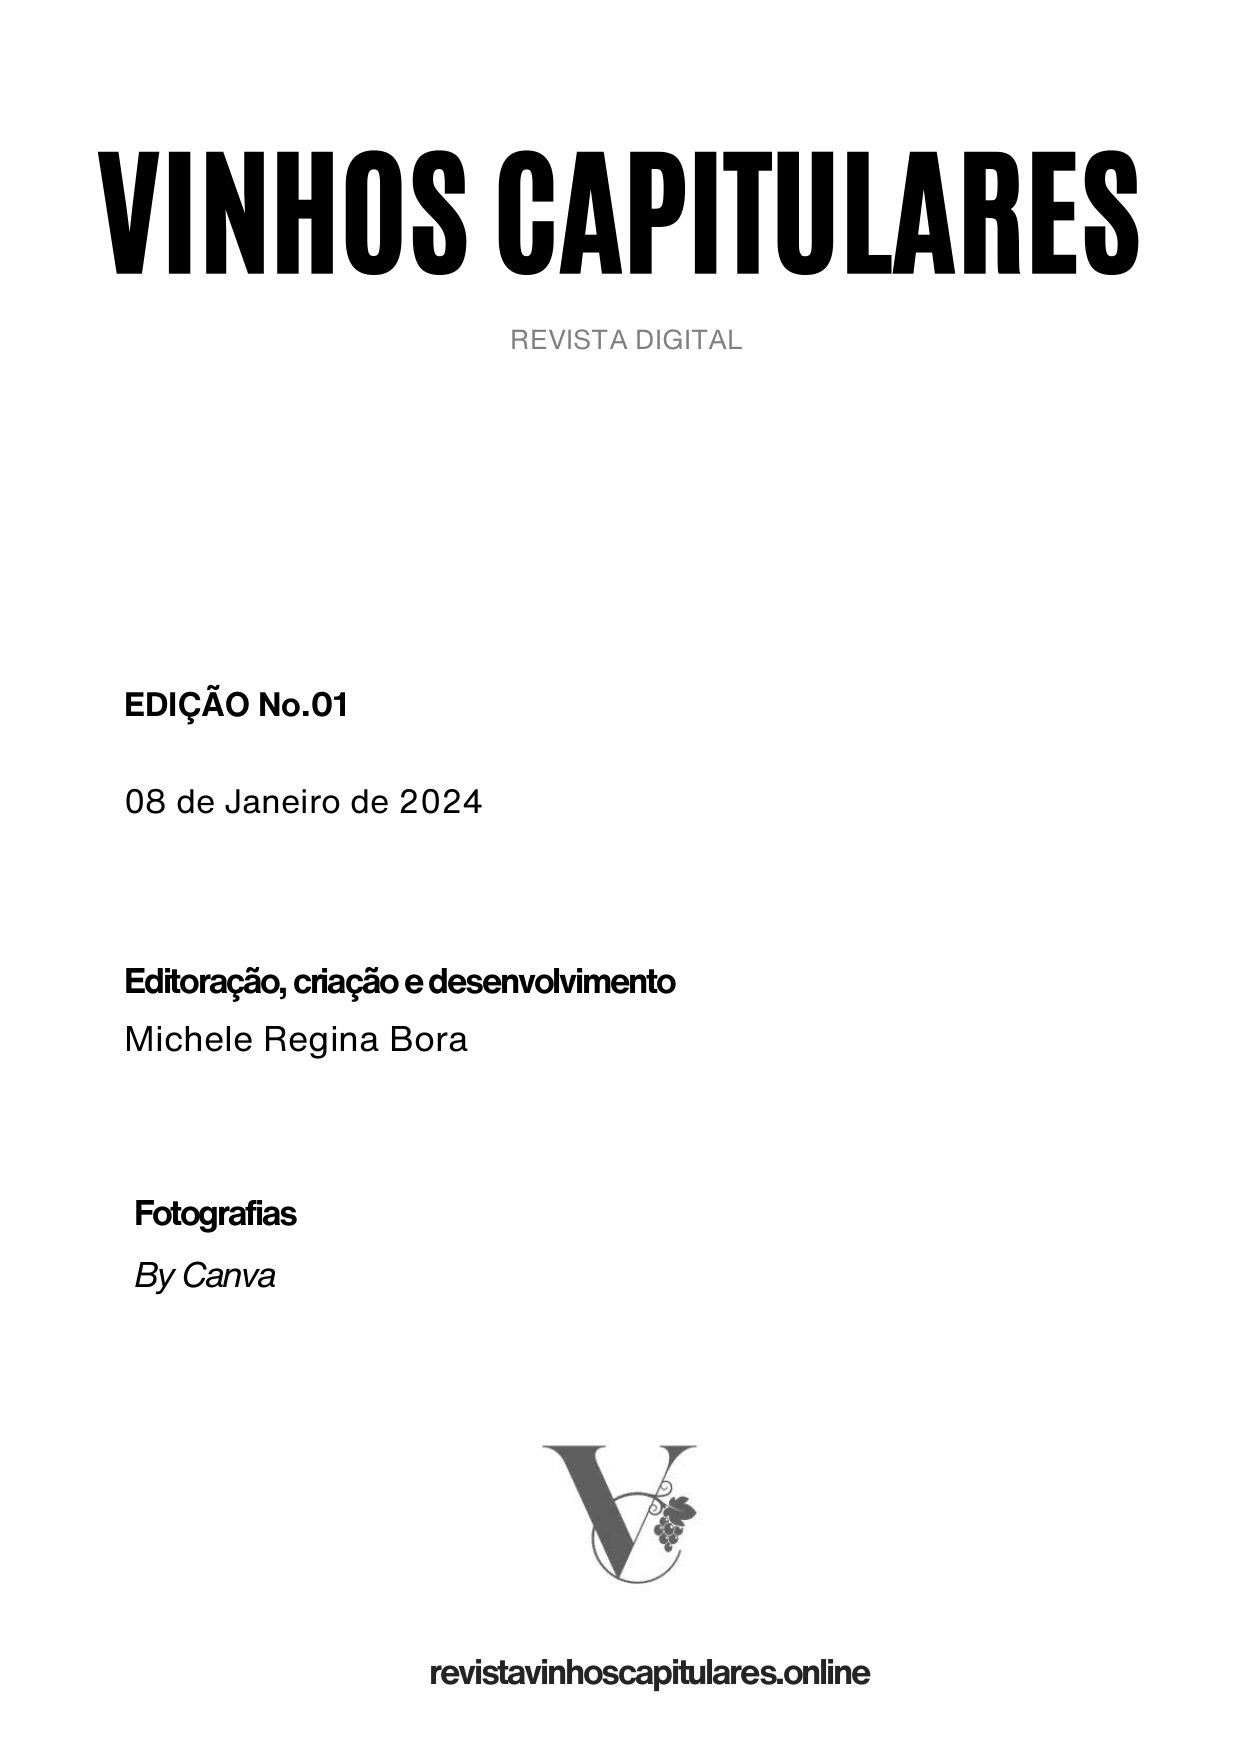 VINHOS CAPITULARES
REVISTA DIGITAL
EDIÇÃO No.01
08 de Janeiro de 2024
Editoração, criação e desenvolvimento
Michele Regina Bora
Fotografias
By Canva
revistavinhoscapitulares.online